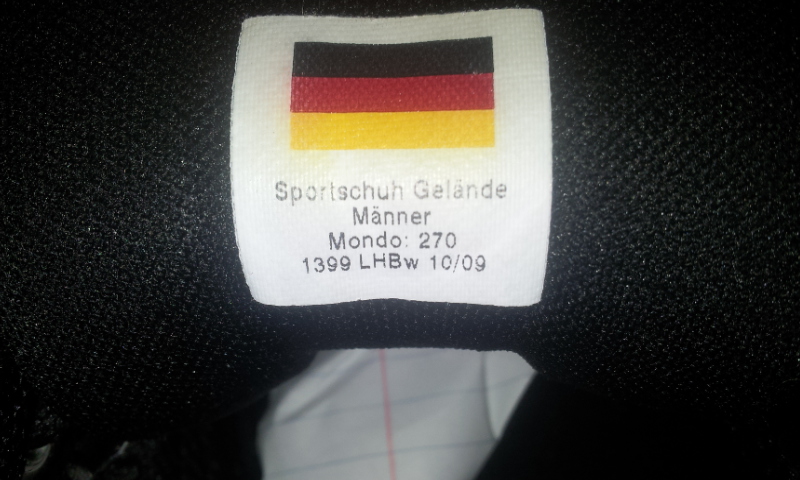 Sportschuh Gelände
Männer
Mondo: 270
1399 LHBw 10/09